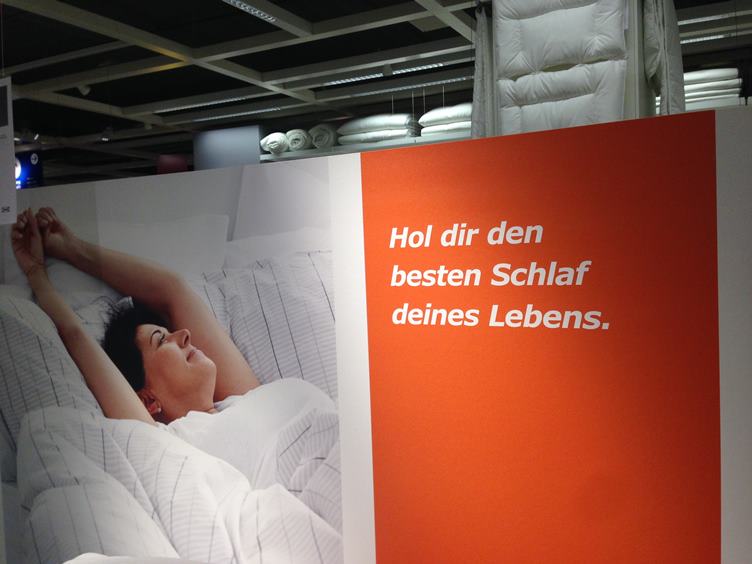 Hol dir den
besten Schlaf
deines Lebens.